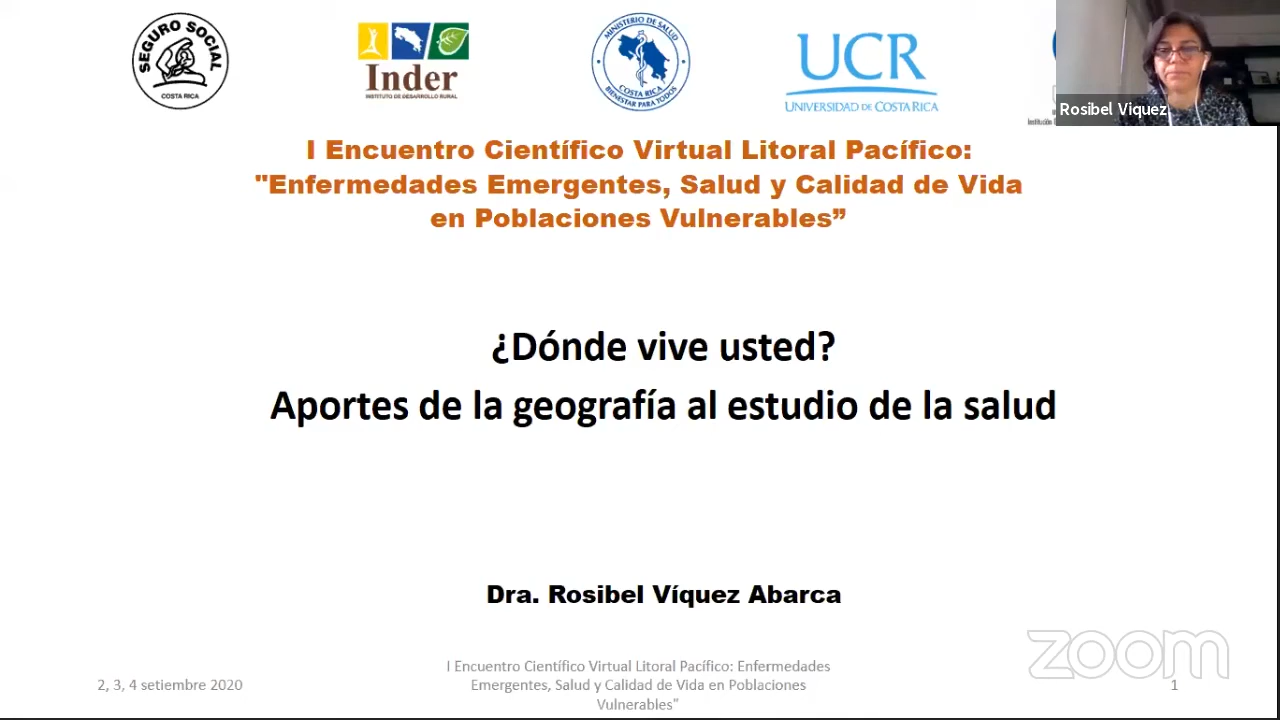 SEGURO SOCIAL
COSTA RICA
Inder
INSTITUTO DE DESARROLLO RURAL
MINISTERIO DE SALUD
COSTA RICA
BIENESTAR PARA TODOS
UCR
UNIVERSIDAD DE COSTA RICA
Rosibel Viquez
I Encuentro Científico Virtual Litoral Pacífico:
"Enfermedades Emergentes, Salud y Calidad de Vida
en Poblaciones Vulnerables”
¿Dónde vive usted?
Aportes de la geografía al estudio de la salud
Dra. Rosibel Víquez Abarca
zoom
2, 3, 4 setiembre 2020
I Encuentro Científico Virtual Litoral Pacífico: Enfermedades
Emergentes, Salud y Calidad de Vida en Poblaciones
Vulnerables"
1